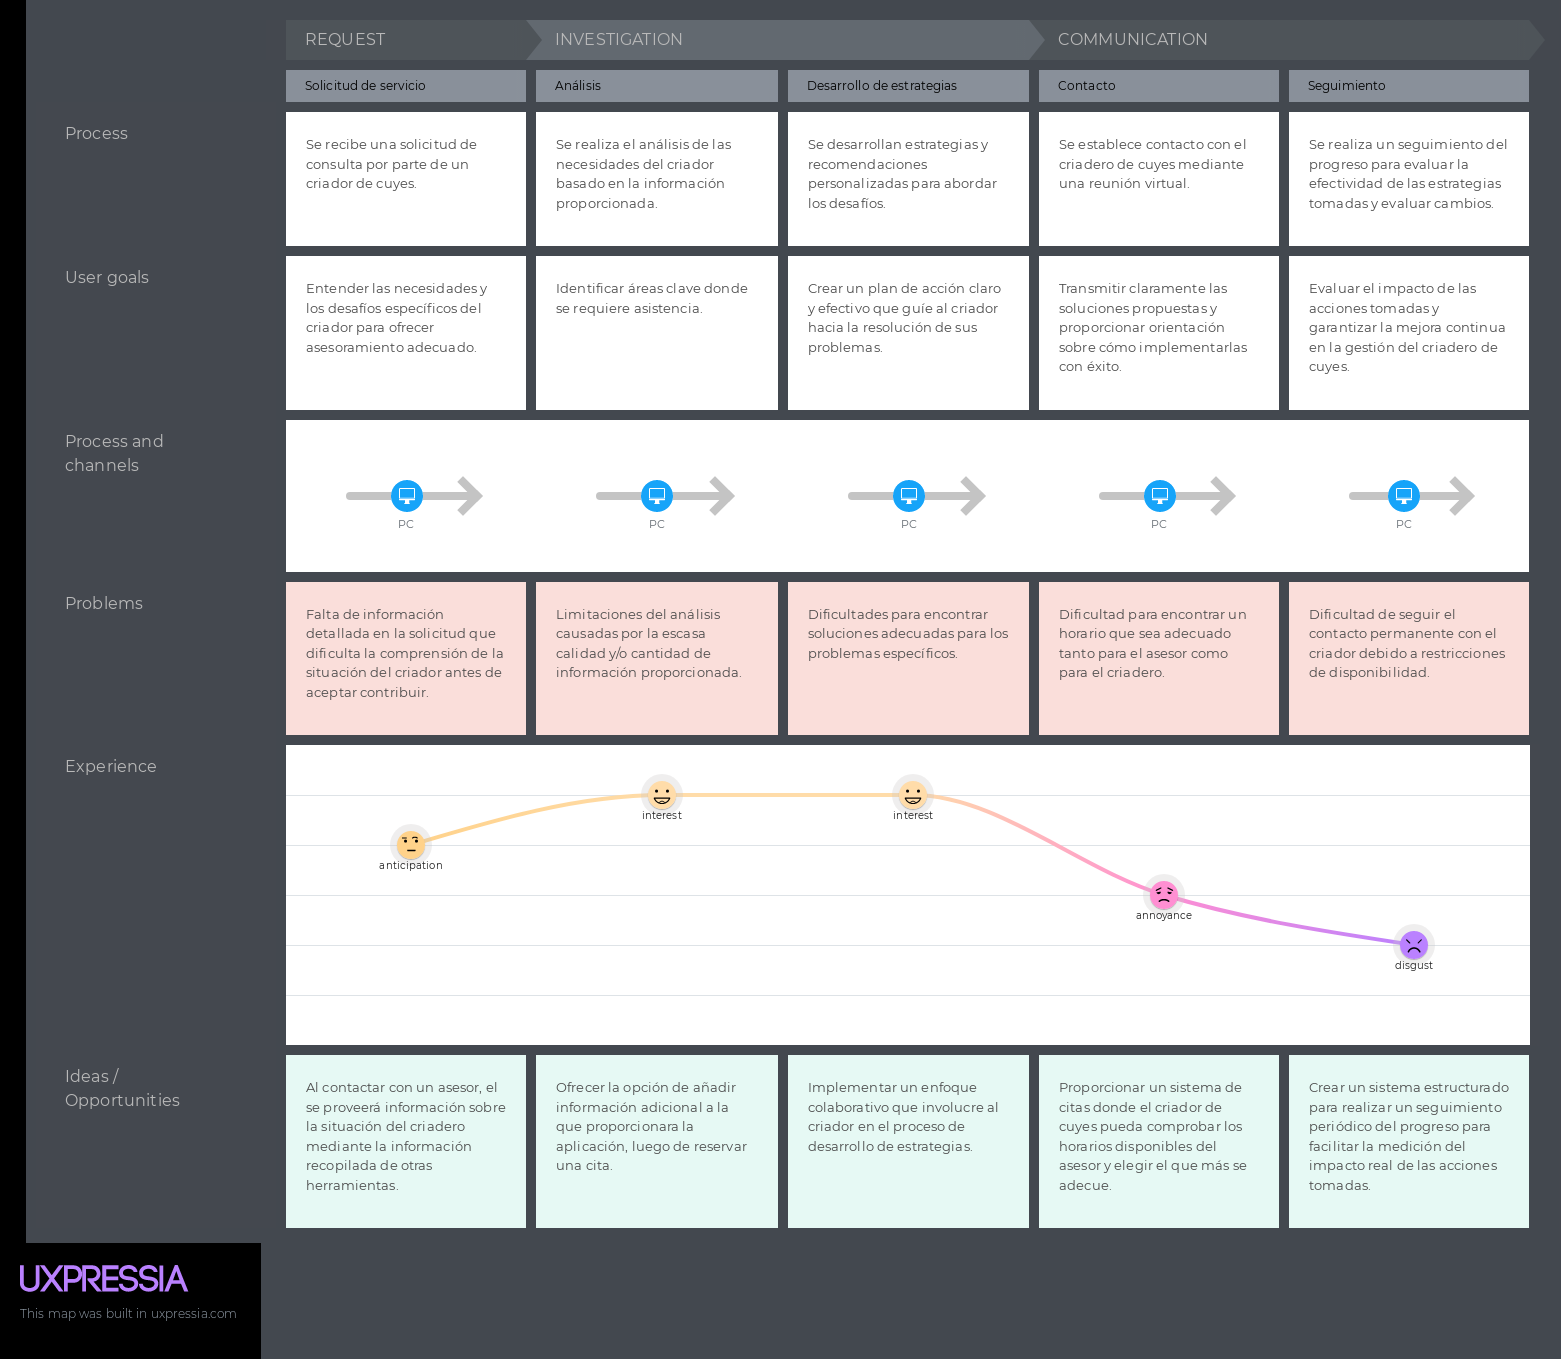 REQUEST
INVESTIGATION
COMMUNICATION
Solicitud de servicio
Análisis
Desarrollo de estrategias
Contacto
Seguimiento
Process
Se recibe una solicitud de
consulta por parte de un
criador de cuyes.
Se realiza el análisis de las
necesidades del criador
basado en la información
proporcionada.
Se desarrollan estrategias y
recomendaciones
personalizadas para abordar
los desafíos.
Se establece contacto con el
criadero de cuyes mediante
una reunión virtual.
Se realiza un seguimiento del
progreso para evaluar la
efectividad de las estrategias
tomadas y evaluar cambios.
User goals
Entender las necesidades y
los desafíos específicos del
criador para ofrecer
asesoramiento adecuado.
Identificar áreas clave donde
se requiere asistencia.
Crear un plan de acción claro
y efectivo que guíe al criador
hacia la resolución de sus
problemas.
Transmitir claramente las
soluciones propuestas y
proporcionar orientación
sobre cómo implementarlas
con éxito.
Evaluar el impacto de las
acciones tomadas y
garantizar la mejora continua
en la gestión del criadero de
cuyes.
Process and
channels
PC
PC
PC
PC
PC
Problems
Falta de información
detallada en la solicitud que
dificulta la comprensión de la
situación del criador antes de
aceptar contribuir.
Limitaciones del análisis
causadas por la escasa
calidad y/o cantidad de
información proporcionada.
Dificultades para encontrar
soluciones adecuadas para los
problemas específicos.
Dificultad para encontrar un
horario que sea adecuado
tanto para el asesor como
para el criadero.
Dificultad de seguir el
contacto permanente con el
criador debido a restricciones
de disponibilidad.
Experience
anticipation
interest
interest
annoyance
disgust
Ideas /
Opportunities
Al contactar con un asesor, el
se proveerá información sobre
la situación del criadero
mediante la información
recopilada de otras
herramientas.
Ofrecer la opción de añadir
información adicional a la
que proporcionara la
aplicación, luego de reservar
una cita.
Implementar un enfoque
colaborativo que involucre al
criador en el proceso de
desarrollo de estrategias.
Proporcionar un sistema de
citas donde el criador de
cuyes pueda comprobar los
horarios disponibles del
asesor y elegir el que más se
adecue.
Crear un sistema estructurado
para realizar un seguimiento
periódico del progreso para
facilitar la medición del
impacto real de las acciones
tomadas.
UXPRESSIA
This map was built in uxpressia.com